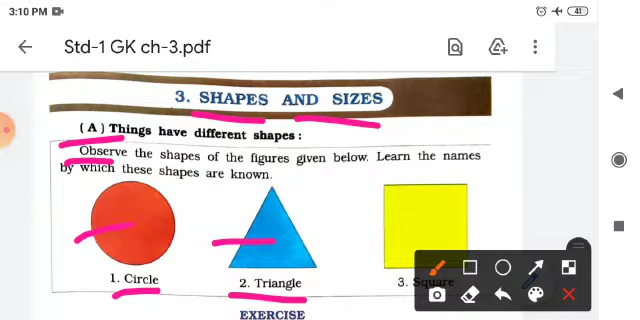 3:10 PM
41
Std-1 GK ch-3.pdf
3. SHAPES AND SIZES
( A ) Things have different shapes :
Observe the shapes of the figures given below. Learn the names
by which these shapes are known.
1. Circle
2. Triangle
3. Square
EXERCISE